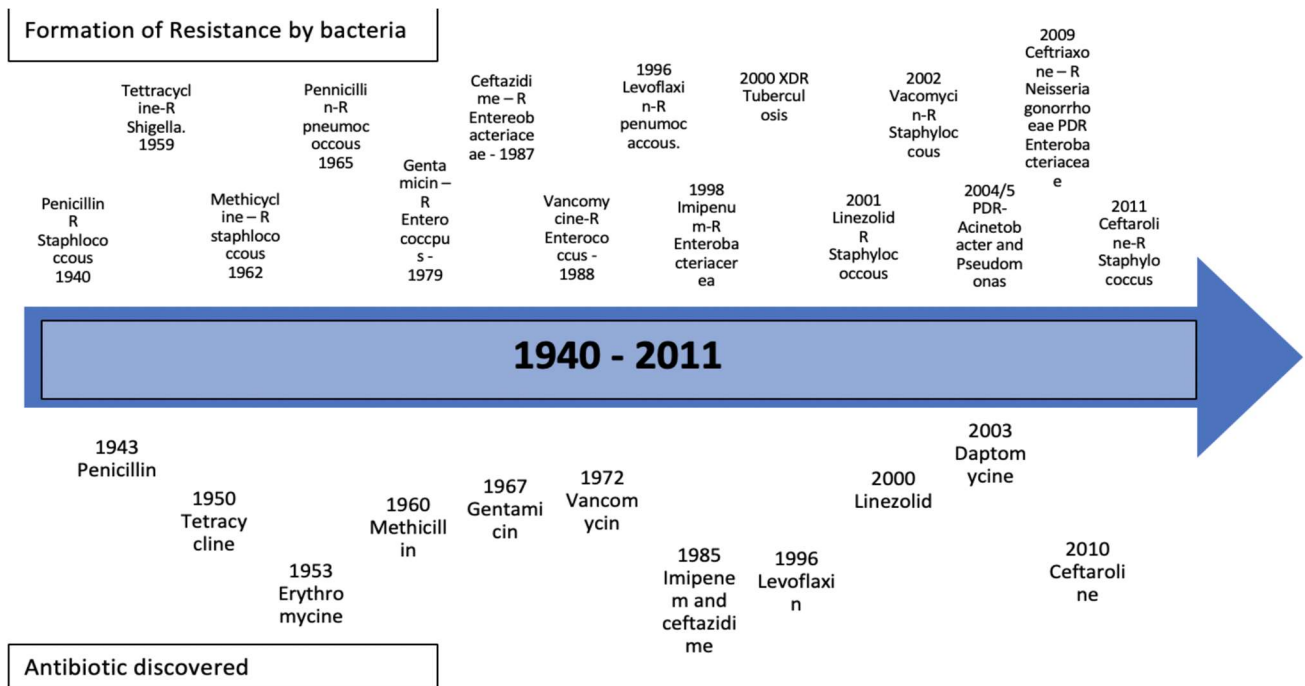 Formation of Resistance by bacteria
Penicillin
R
Staphloco
ccous
1940
Tettracycl
ine-R
Shigella.
1959
Methicycl
ine – R
staphloco
ccous
1962
Pennicilli
n-R
pneumoc
occous
1965
Genta
micin –
R
Entero
coccpu
s -
1979
Ceftazidi
me – R
Entereob
acteriace
ae - 1987
Vancomy
cine-R
Enteroco
ccus -
1988
1996
Levoflaxi
n-R
penumoc
accous.
1998
Imipenu
m-R
Enteroba
cteriacer
ea
2000 XDR
Tubercul
osis
2001
Linezolid
R
Staphyloc
occous
2002
Vacomyci
n-R
Staphyloc
cous
2004/5
PDR-
Acinetob
acter and
Pseudom
onas
2009
Ceftriaxo
ne – R
Neisseria
gonorrho
eae PDR
Enteroba
cteriacea
e
2011
Ceftaroli
ne-R
Staphylo
coccus
1940 - 2011
1943
Penicillin
1950
Tetracy
cline
1953
Erythro
mycine
1960
Methicill
in
1967
Gentami
cin
1972
Vancom
ycin
1985
Imipene
m and
ceftazidi
me
1996
Levoflaxi
n
2000
Linezolid
2003
Daptom
ycine
2010
Ceftaroli
ne
Antibiotic discovered